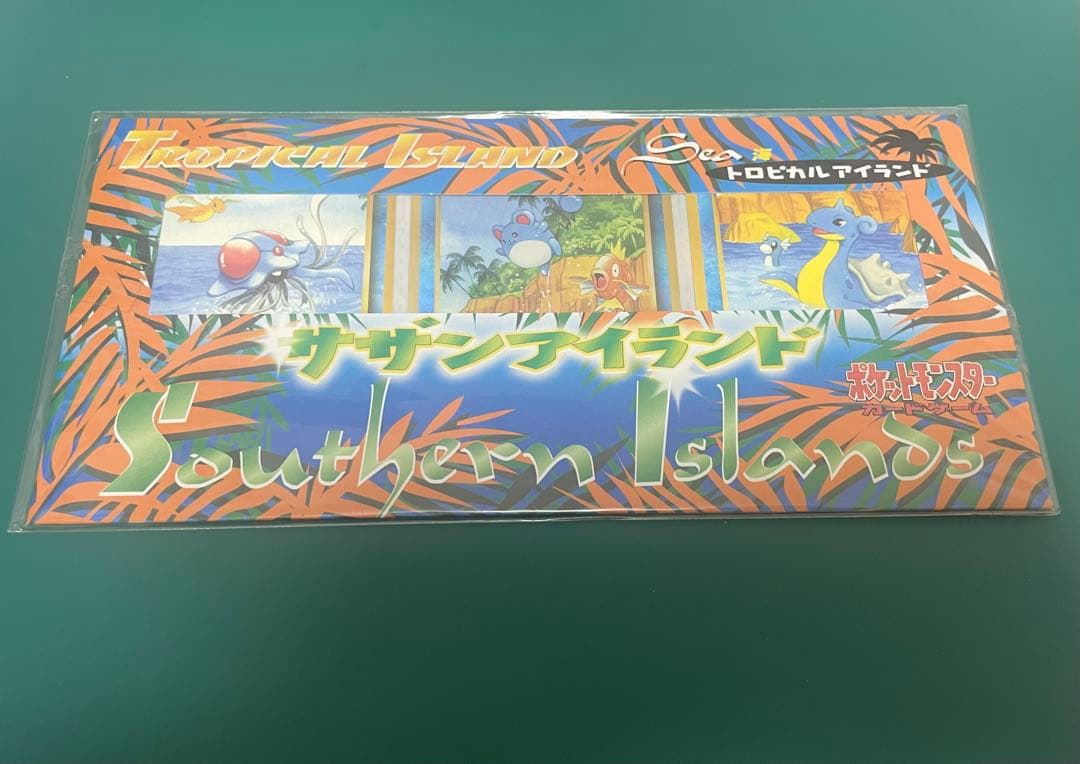 TROPICAL ISLAND
Sea 海
トロピカル アイランド
サザンアイランド
ポケットモンスター
カードゲーム
Southern Islands